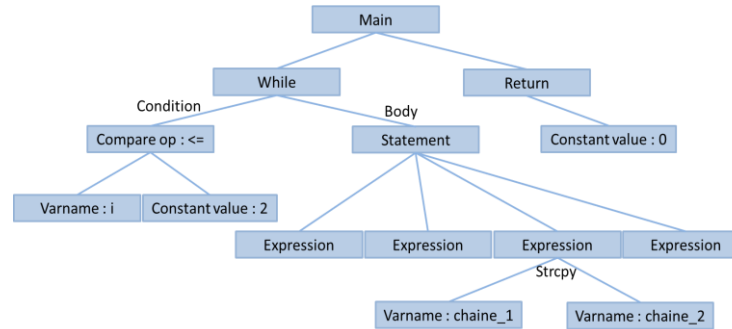 Main
While
Return
Condition
Body
Compare op : <=
Statement
Constant value : 0
Varname : i
Constant value : 2
Expression
Expression
Expression
Expression
Strcpy
Varname : chaine_1
Varname : chaine_2